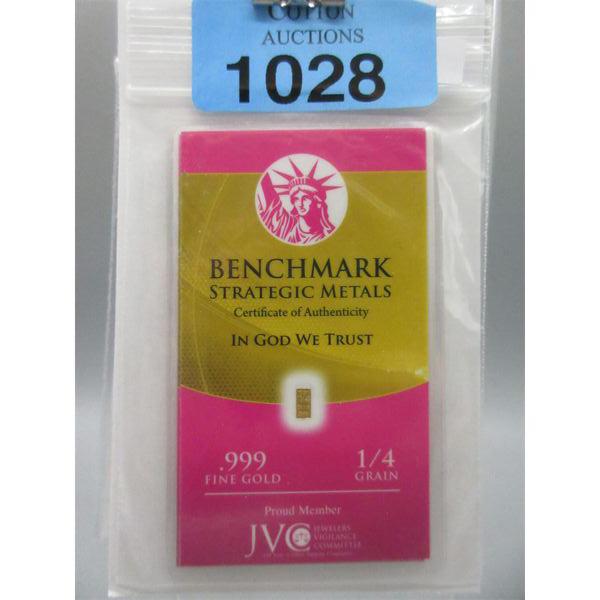 COPION
AUCTIONS
1028
BENCHMARK
STRATEGIC METALS
Certificate of Authenticity
IN GOD WE TRUST
.999
FINE GOLD
1/4
GRAIN
Proud Member
JVC
JEWELERS
VIGILANCE
COMMITTEE